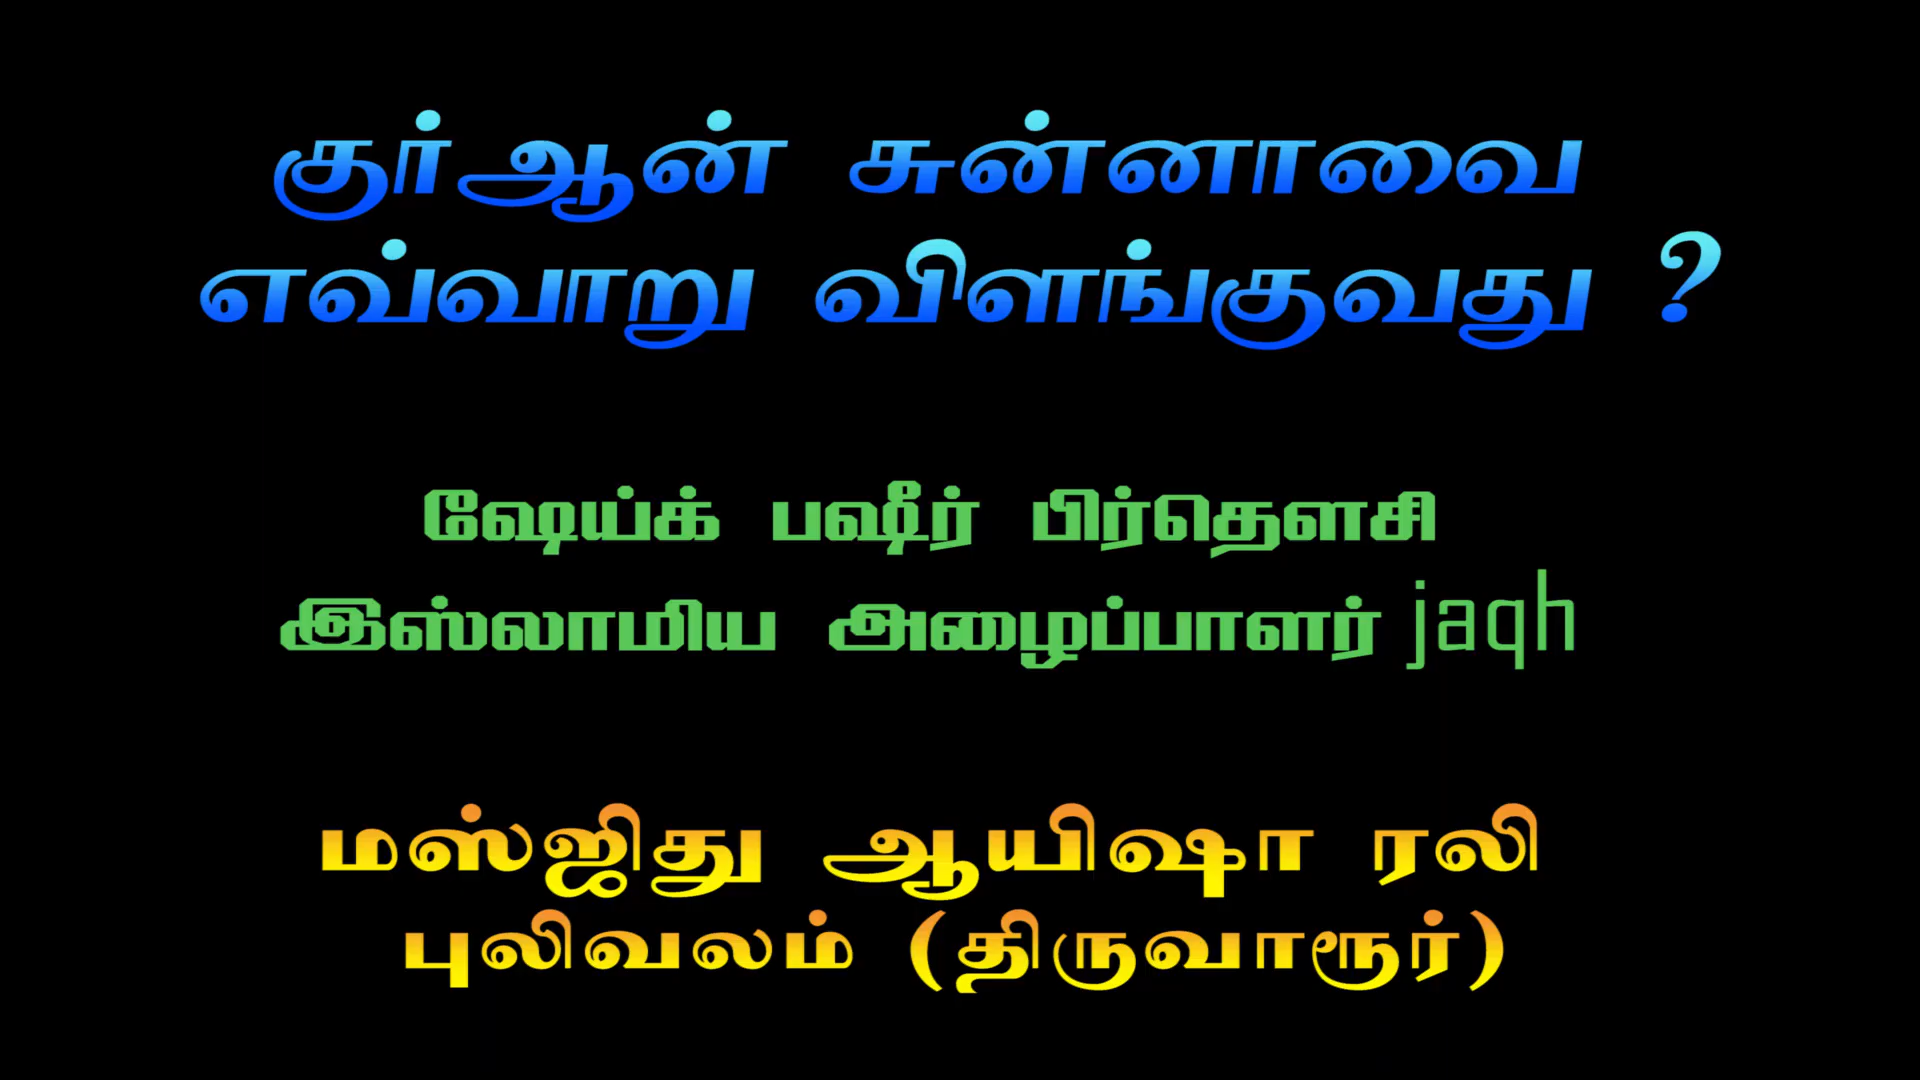 குர்ஆன் சுன்னாவை
எவ்வாறு விளங்குவது ?
ஷேய்க் பஷீர் பிர்தௌசி
இஸ்லாமிய அழைப்பாளர் jaqh
மஸ்ஜிது ஆயிஷா ரலி
புலிவலம் (திருவாரூர்)